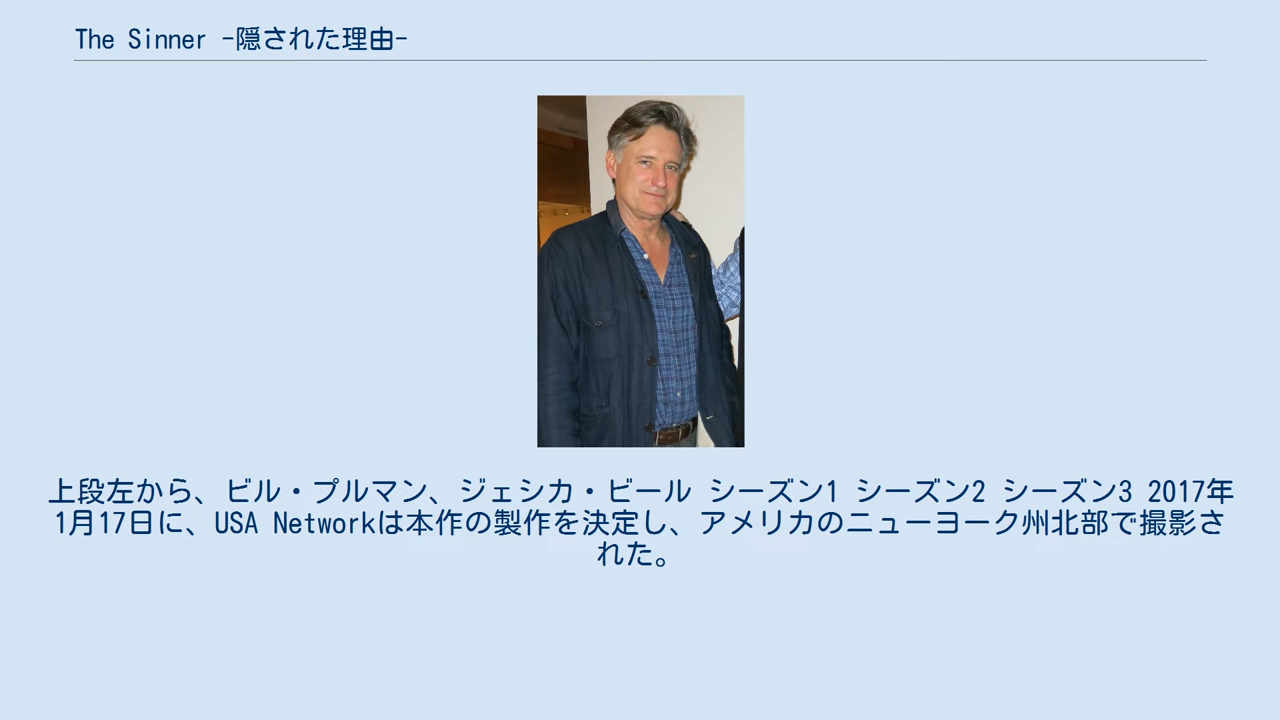 The Sinner -隠された理由-
上段左から、ビル・プルマン、ジェシカ・ビール シーズン1 シーズン2 シーズン3 2017年
1月17日に、USA Networkは本作の製作を決定し、アメリカのニューヨーク州北部で撮影さ
れた。